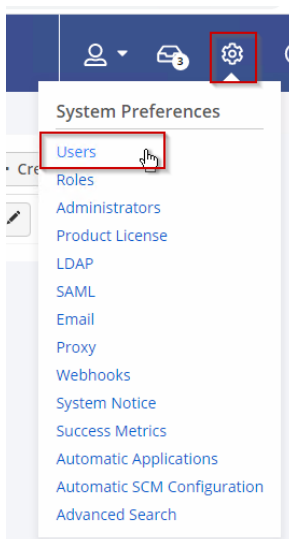 3
System Preferences
Users
Cre
Roles
Administrators
Product License
LDAP
SAML
Email
Proxy
Webhooks
System Notice
Success Metrics
Automatic Applications
Automatic SCM Configuration
Advanced Search